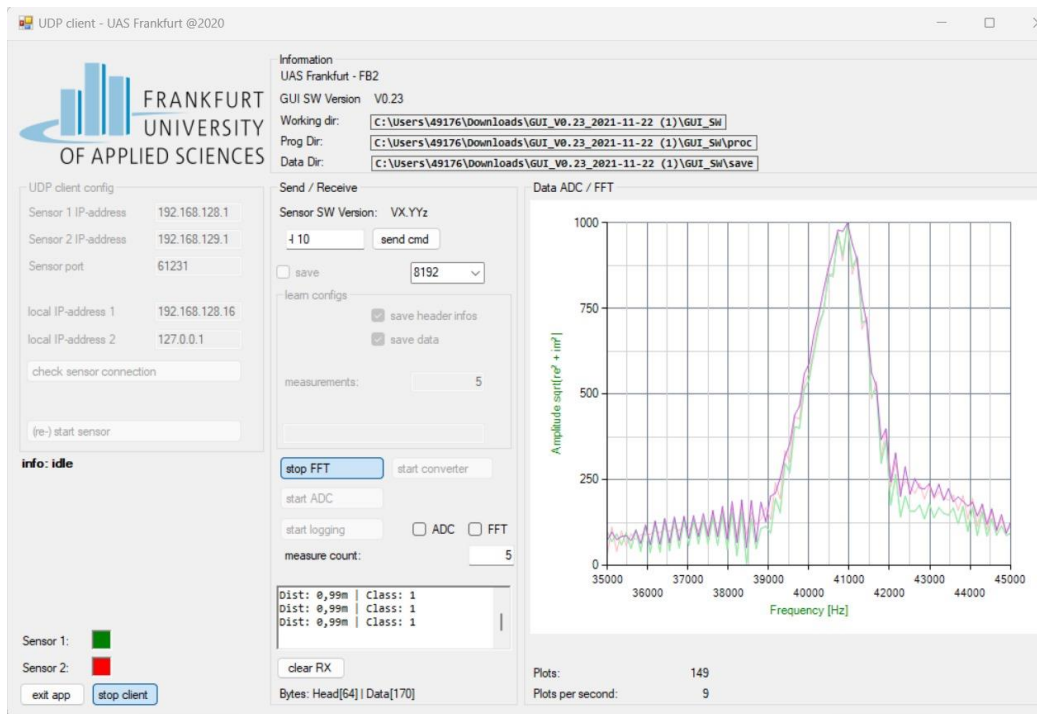 UDP client - UAS Frankfurt @2020
FRANKFURT
UNIVERSITY
OF APPLIED SCIENCES
Information
UAS Frankfurt - FB2
GUI SW Version V0.23
Working dir: C:\Users\49176\Downloads\GUI_V0.23_2021-11-22 (1)\GUI_SW
Prog Dir: C:\Users\49176\Downloads\GUI_V0.23_2021-11-22 (1)\GUI_SW\proc
Data Dir: C:\Users\49176\Downloads\GUI_V0.23_2021-11-22 (1)\GUI_SW\save
UDP client config
Sensor 1 IP-address 192.168.128.1
Sensor 2 IP-address 192.168.129.1
Sensor port 61231
local IP-address 1 192.168.128.16
local IP-address 2 127.0.0.1
check sensor connection
(re-) start sensor
info: idle
Sensor 1:
Sensor 2:
exit app stop client
Send / Receive
Sensor SW Version: VX.YYz
-l 10 send cmd
save 8192
learn configs
save header infos
save data
measurements: 5
stop FFT start converter
start ADC
start logging ADC FFT
measure count: 5
Dist: 0,99m | Class: 1
Dist: 0,99m | Class: 1
Dist: 0,99m | Class: 1
clear RX
Bytes: Head[64] | Data[170]
Data ADC / FFT
Amplitude sqrt[re² + im²]
1000
750
500
250
0
35000 37000 39000 41000 43000 45000
36000 38000 40000 42000 44000
Frequency [Hz]
Plots: 149
Plots per second: 9